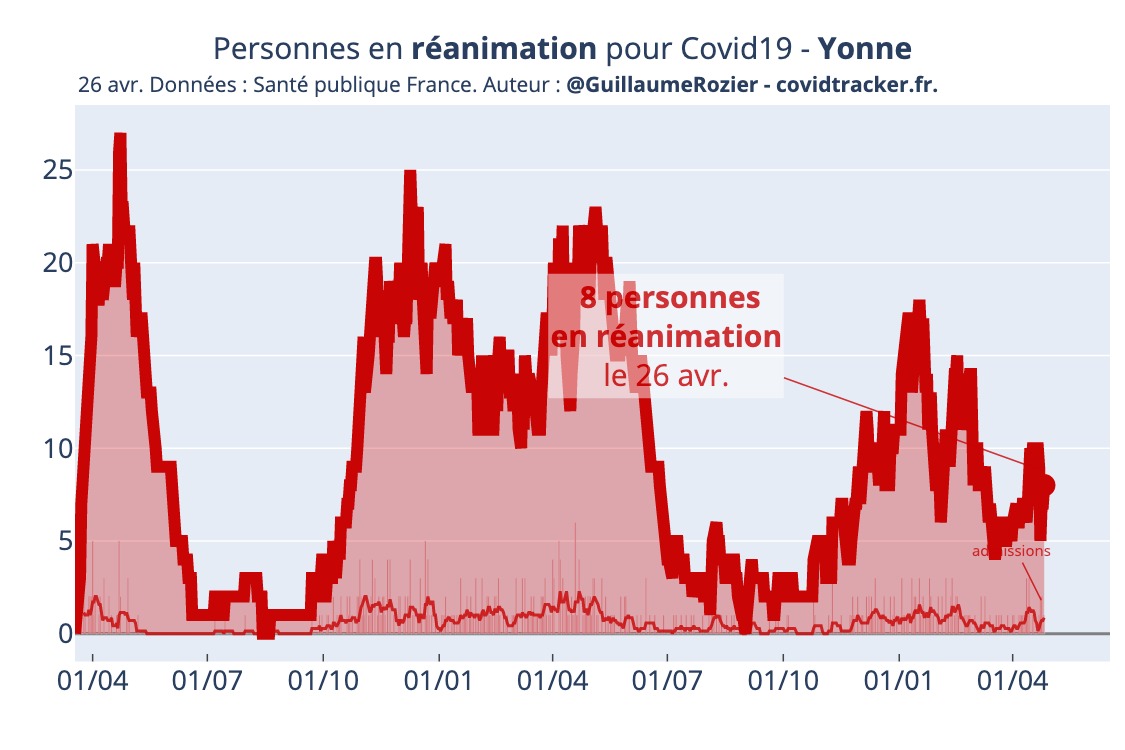 Personnes en réanimation pour Covid19 - Yonne
26 avr. Données : Santé publique France. Auteur : @GuillaumeRozier - covidtracker.fr.
25
20
15
10
5
0
8 personnes
en réanimation
le 26 avr.
admissions
01/04 01/07 01/10 01/01 01/04 01/07 01/10 01/01 01/04